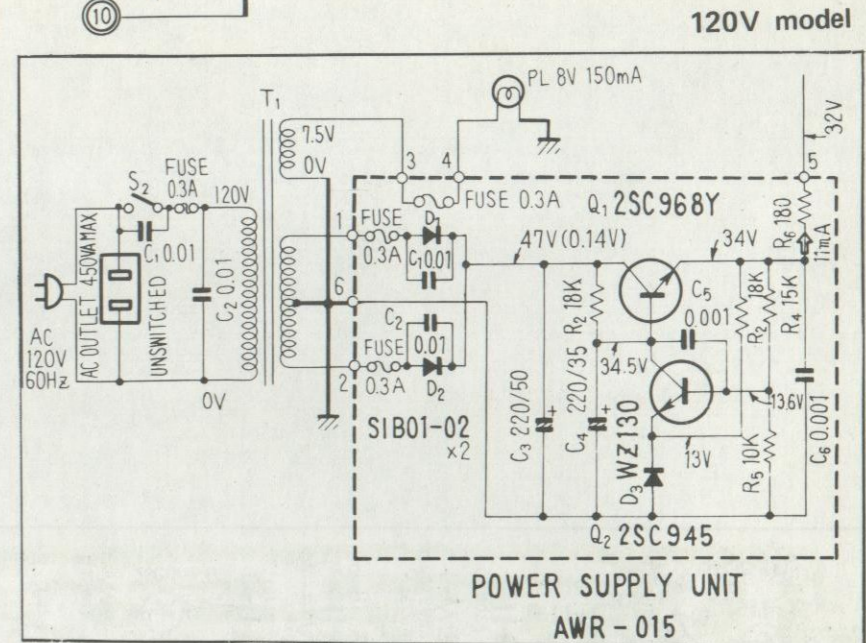 10
120V model
PL 8V 150mA
T1
7.5V
0V
3
4
5
32V
FUSE
0.3A
S2
120V
FUSE 0.3A
Q1 2SC968Y
R6 180
11mA
AC OUTLET 450VA MAX
C1 0.01
UNSWITCHED
C2 0.01
1
FUSE
0.3A
D1
C1 0.01
47V(0.14V)
34V
6
C2
0.01
R2 18K
C5
0.001
R2 18K
R4 15K
AC
120V
60Hz
0V
FUSE
0.3A
D2
2
34.5V
13.6V
SIB01-02
×2
C3 220/50
C4 220/35
WZ130
D3
13V
R5 10K
C6 0.001
Q2 2SC945
POWER SUPPLY UNIT
AWR-015